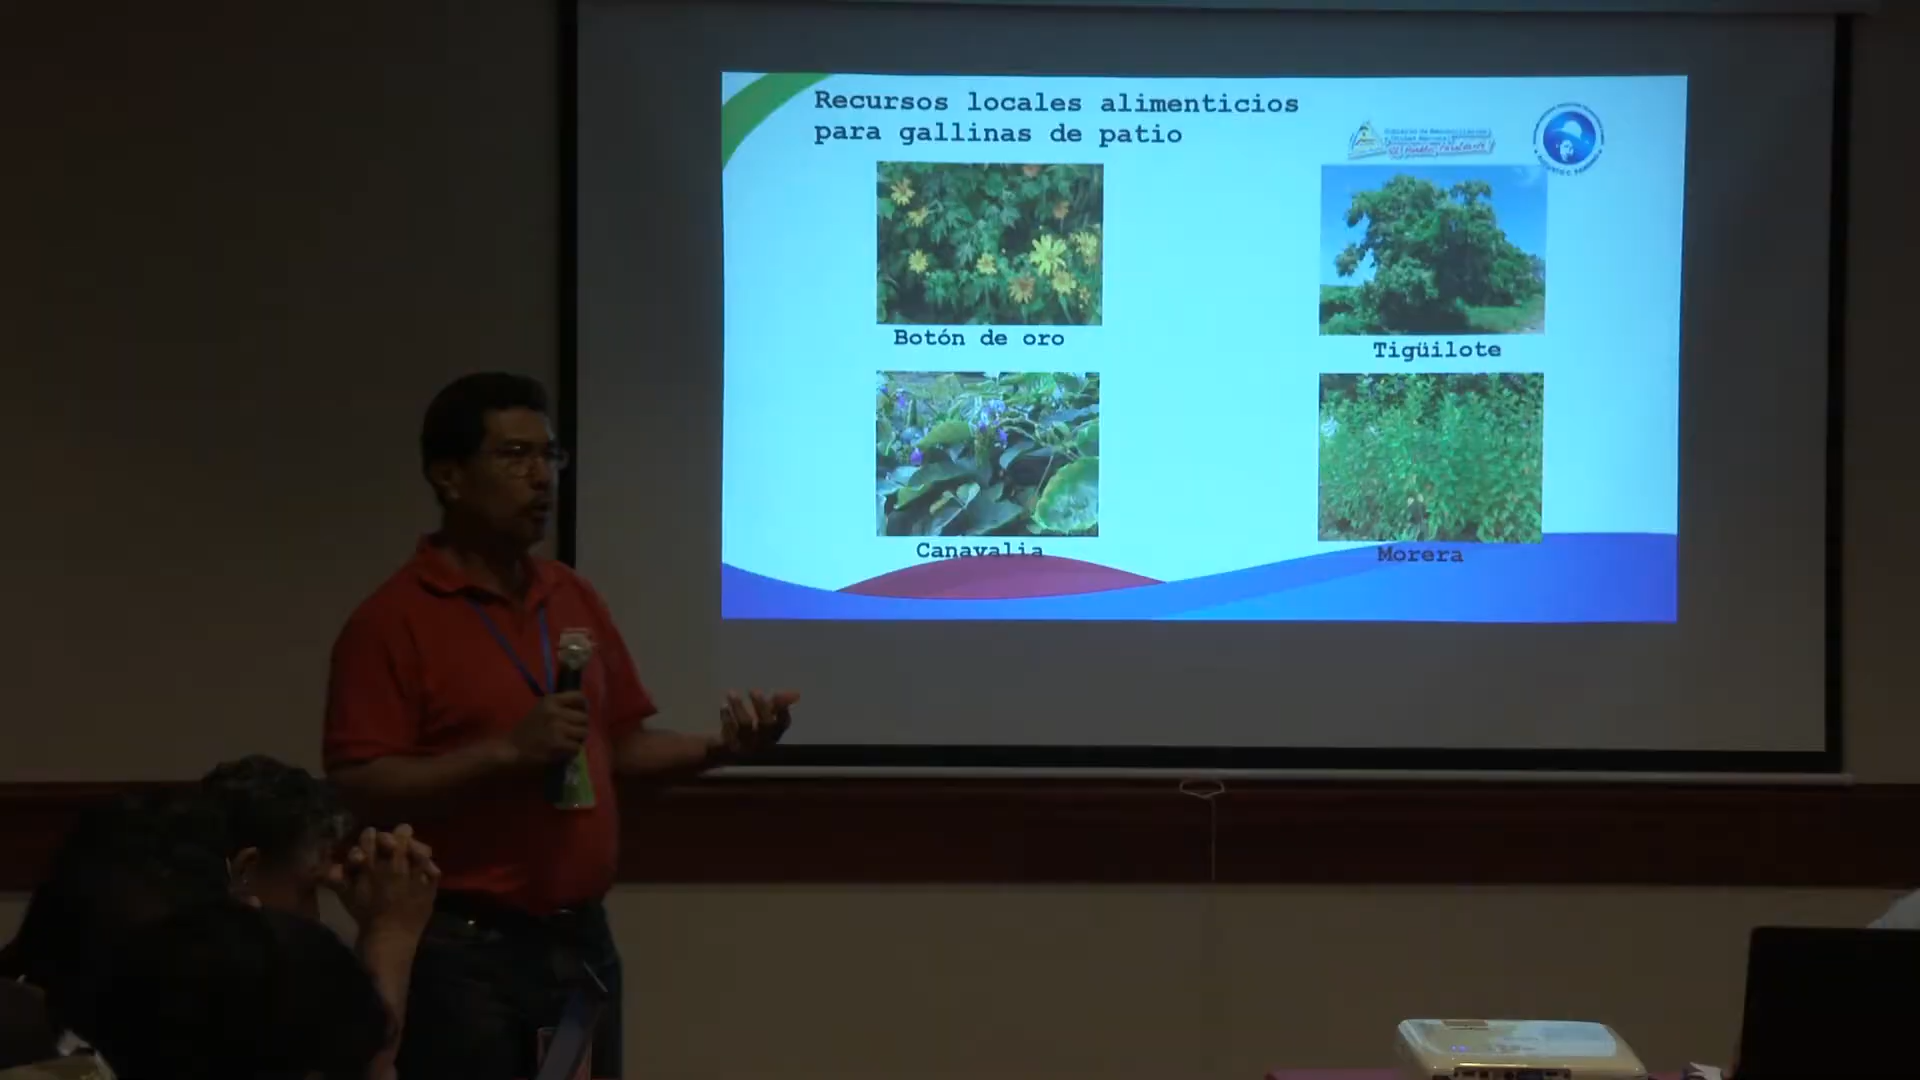 Recursos locales alimenticios
para gallinas de patio
Botón de oro
Tigüilote
Canavalia
Morera